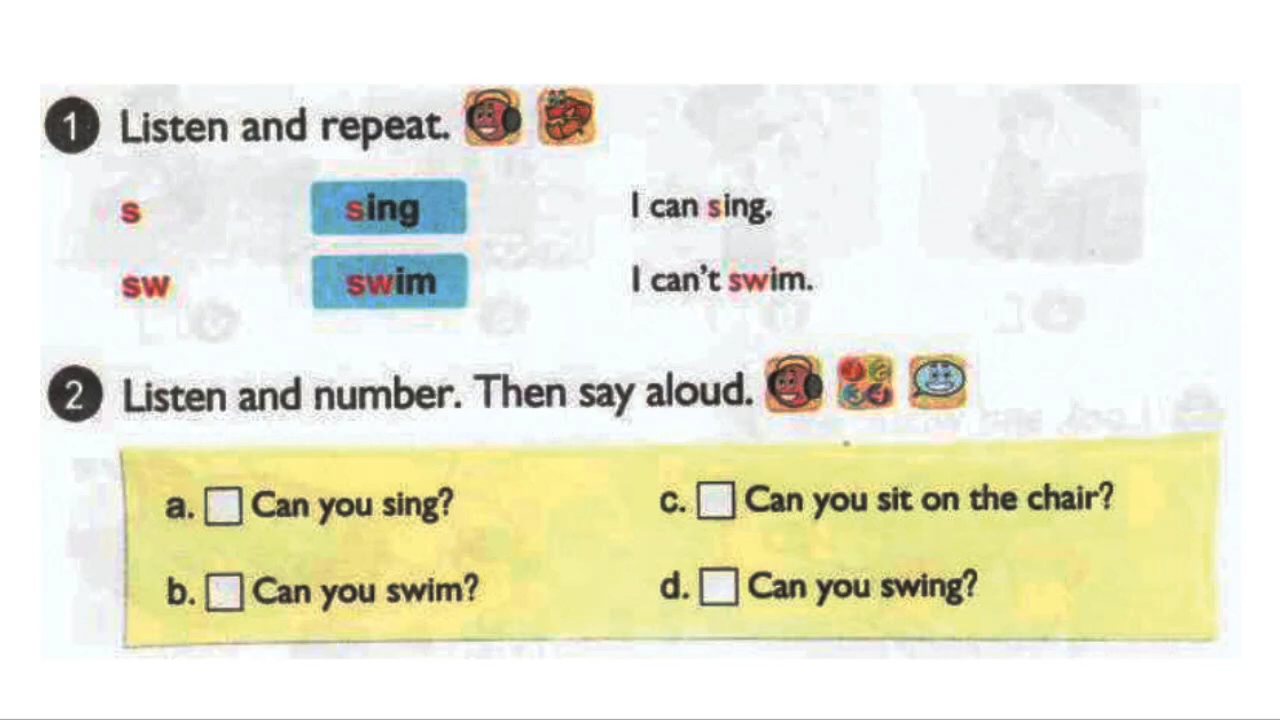 1 Listen and repeat.
s sing I can sing.
sw swim I can't swim.
2 Listen and number. Then say aloud.
a. Can you sing? c. Can you sit on the chair?
b. Can you swim? d. Can you swing?